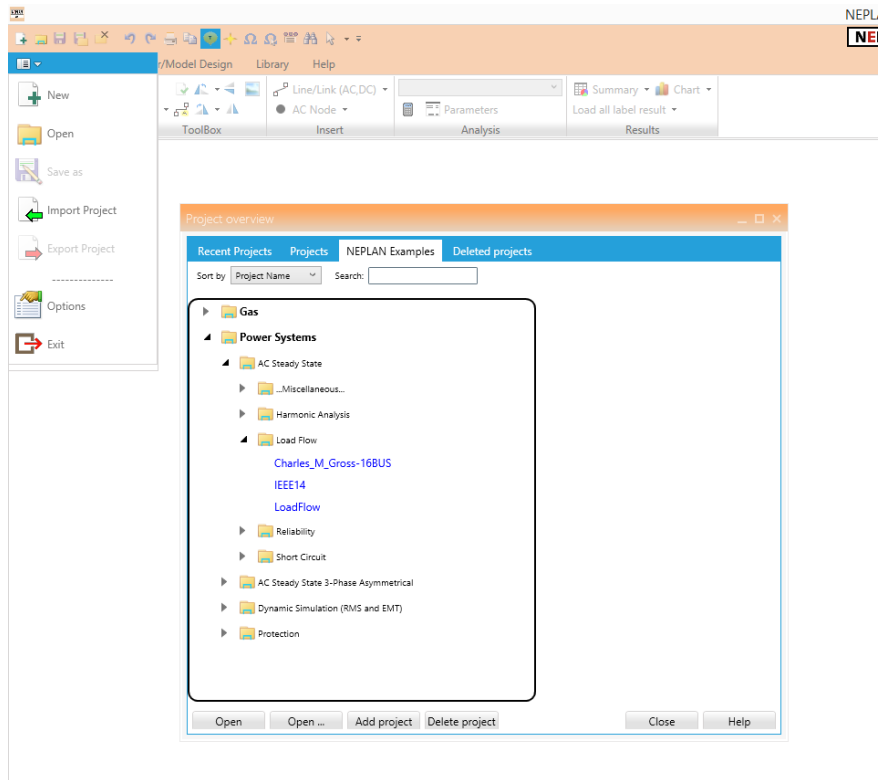 NEPLA
NE
r/Model Design Library Help
New
Open
Save as
Import Project
Export Project
--------------
Options
Exit
Line/Link (AC,DC)
AC Node
Parameters
Summary Chart
Load all label result
ToolBox Insert Analysis Results
Project overview
Recent Projects Projects NEPLAN Examples Deleted projects
Sort by Project Name Search:
Gas
Power Systems
AC Steady State
...Miscellaneous...
Harmonic Analysis
Load Flow
Charles_M_Gross-16BUS
IEEE14
LoadFlow
Reliability
Short Circuit
AC Steady State 3-Phase Asymmetrical
Dynamic Simulation (RMS and EMT)
Protection
Open Open ... Add project Delete project Close Help